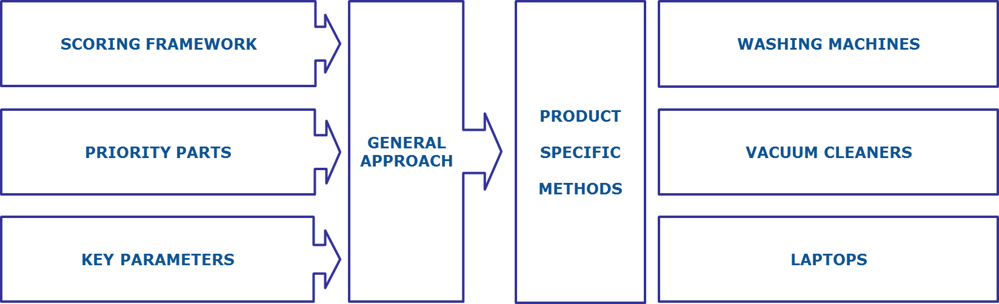 SCORING FRAMEWORK
PRIORITY PARTS
KEY PARAMETERS
GENERAL
APPROACH
PRODUCT
SPECIFIC
METHODS
WASHING MACHINES
VACUUM CLEANERS
LAPTOPS